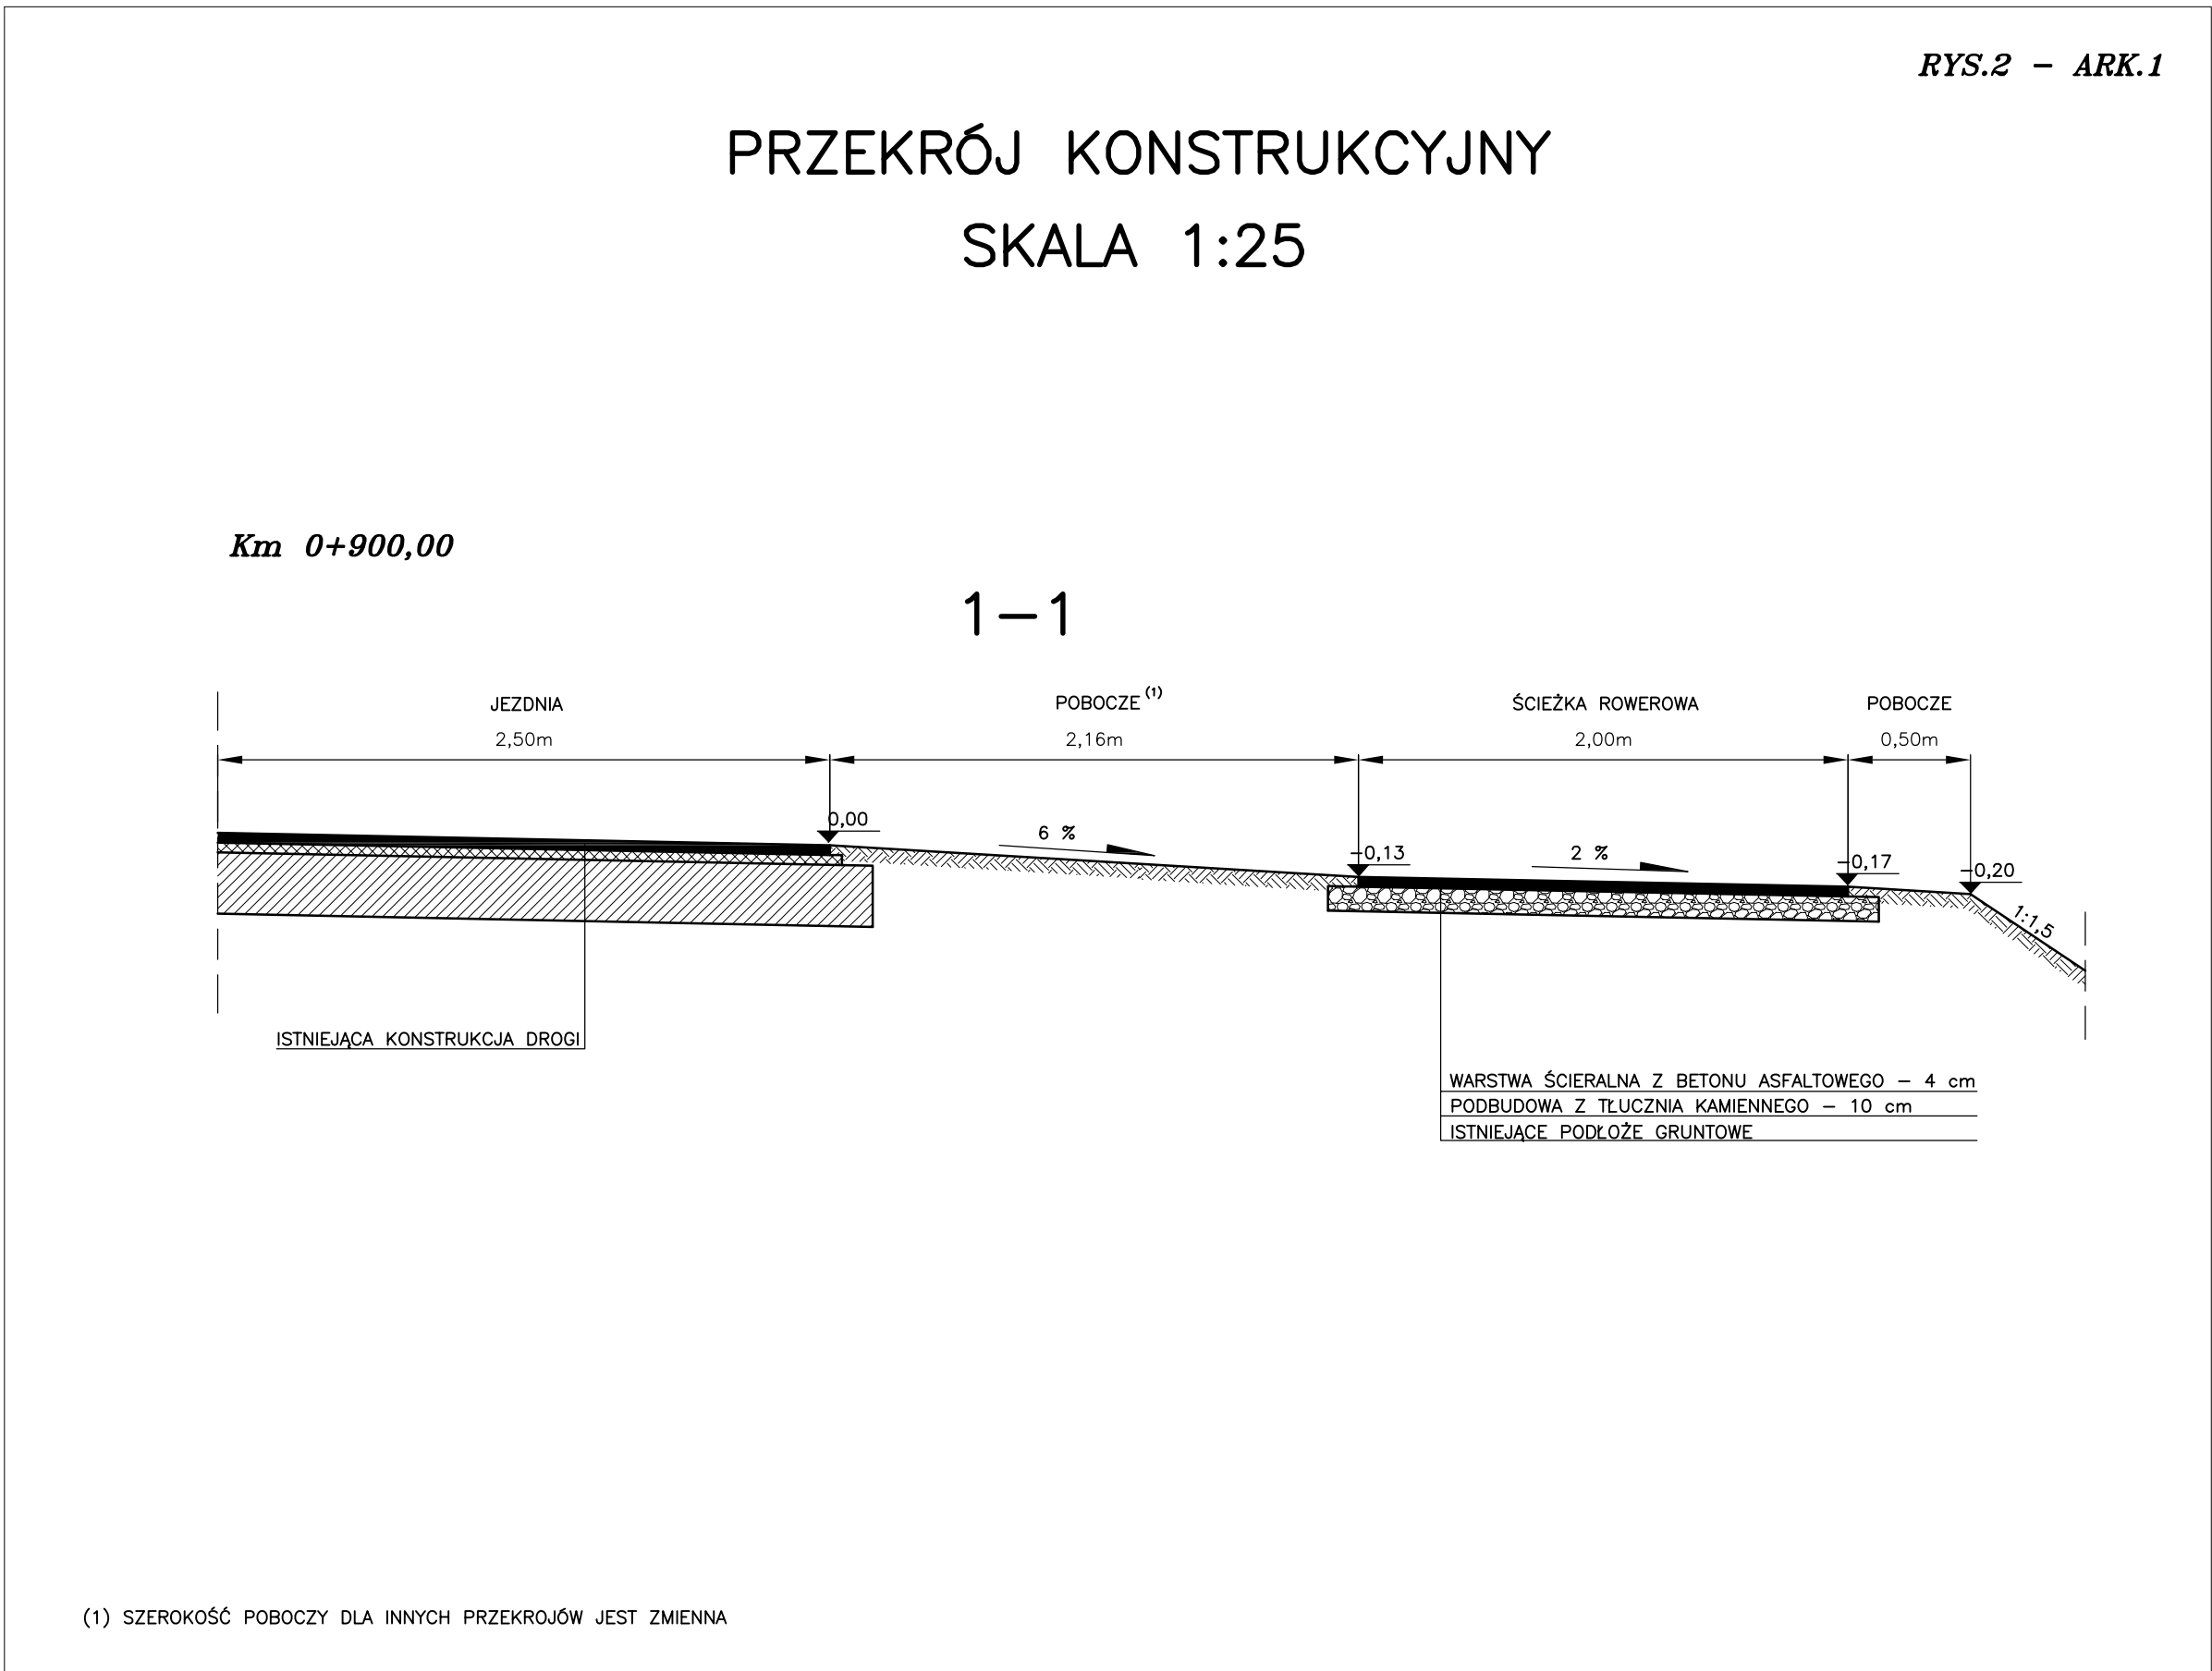 RYS.2 – ARK.1
PRZEKRÓJ KONSTRUKCYJNY
SKALA 1:25
Km 0+900,00
1–1
JEZDNIA
POBOCZE (1)
ŚCIEŻKA ROWEROWA
POBOCZE
2,50m
2,16m
2,00m
0,50m
0,00
6 %
-0,13
2 %
-0,17
-0,20
1:1,5
ISTNIEJĄCA KONSTRUKCJA DROGI
WARSTWA ŚCIERALNA Z BETONU ASFALTOWEGO – 4 cm
PODBUDOWA Z TŁUCZNIA KAMIENNEGO – 10 cm
ISTNIEJĄCE PODŁOŻE GRUNTOWE
(1) SZEROKOŚĆ POBOCZY DLA INNYCH PRZEKROJÓW JEST ZMIENNA